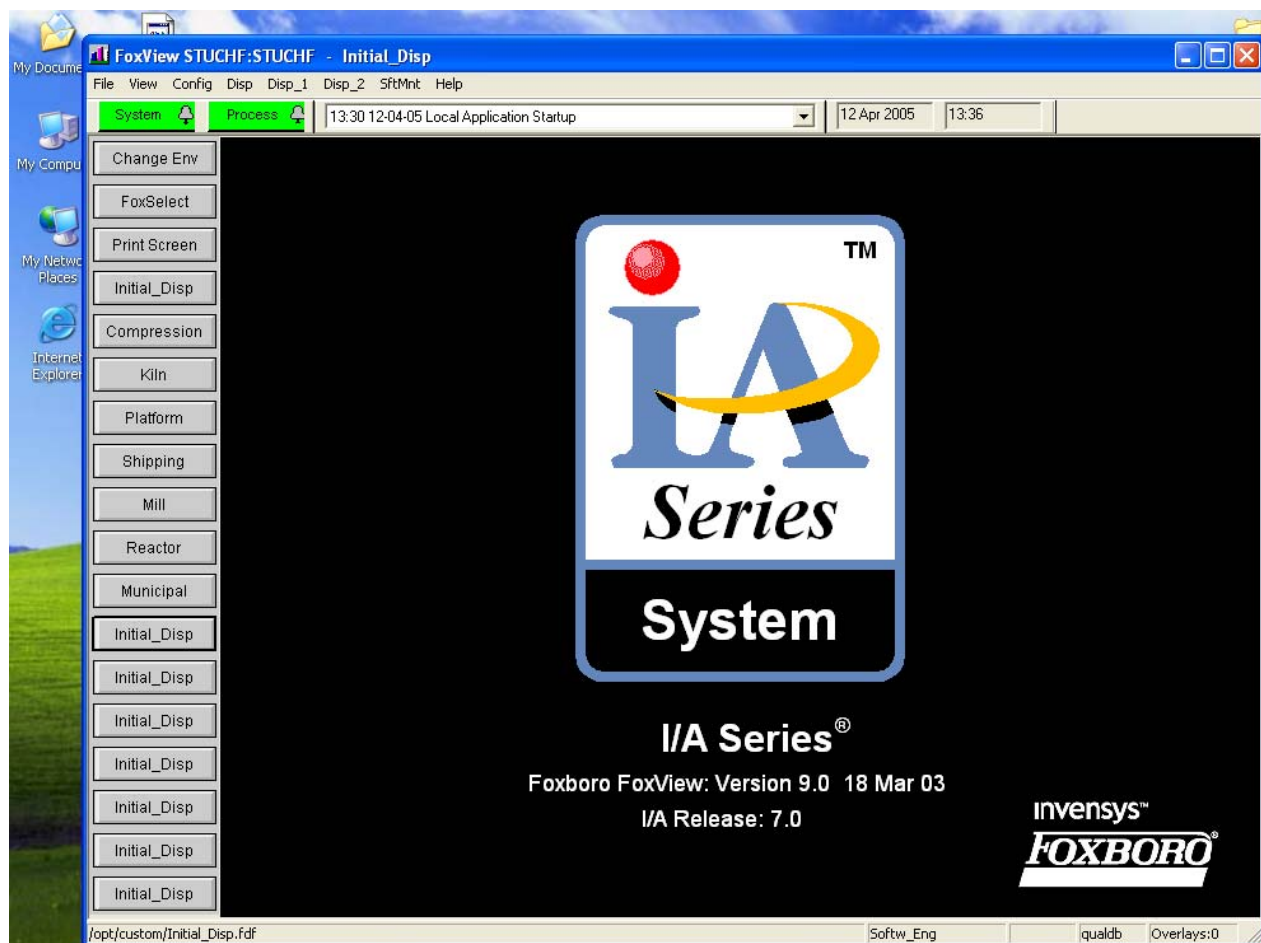 My Docume
My Compu
My Netwo
Places
Internet
Explorer
FoxView STUCHF:STUCHF - Initial_Disp
File View Config Disp Disp_1 Disp_2 SftMnt Help
System Process 13:30 12-04-05 Local Application Startup 12 Apr 2005 13:36
Change Env
FoxSelect
Print Screen
Initial_Disp
Compression
Kiln
Platform
Shipping
Mill
Reactor
Municipal
Initial_Disp
Initial_Disp
Initial_Disp
Initial_Disp
Initial_Disp
Initial_Disp
Initial_Disp
TM
IA
Series
System
I/A Series®
Foxboro FoxView: Version 9.0 18 Mar 03
I/A Release: 7.0
invensys™
FOXBORO®
/opt/custom/Initial_Disp.fdf Softw_Eng qualdb Overlays:0